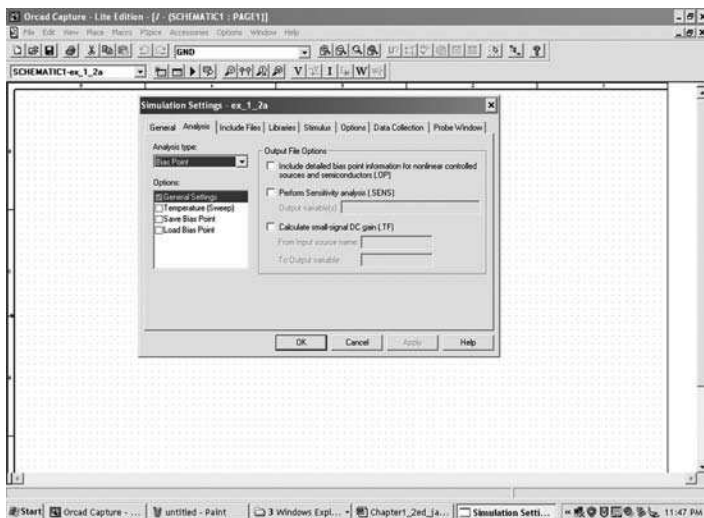 Orcad Capture - Lite Edition - [/ - (SCHEMATIC1 : PAGE1)]
File Edit View Place Macro PSpice Accessories Options Window Help
GND
SCHEMATIC1-ex_1_2a
V I W
Simulation Settings - ex_1_2a
General Analysis Include Files Libraries Stimulus Options Data Collection Probe Window
Analysis type:
Bias Point
Options:
General Settings
Temperature (Sweep)
Save Bias Point
Load Bias Point
Output File Options
Include detailed bias point information for nonlinear controlled
sources and semiconductors (.OP)
Perform Sensitivity analysis (.SENS)
Output variable(s):
Calculate small-signal DC gain (.TF)
From Input source name:
To Output variable:
OK Cancel Apply Help
Start Orcad Capture - ... untitled - Paint 3 Windows Expl... Chapter1_2ed_ja... Simulation Setti... 11:47 PM